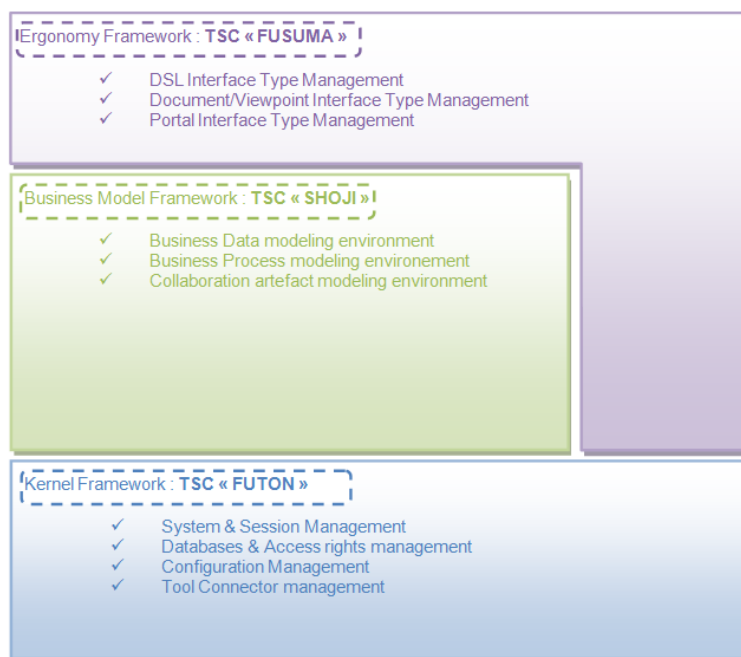 Ergonomy Framework : TSC « FUSUMA »
✓ DSL Interface Type Management
✓ Document/Viewpoint Interface Type Management
✓ Portal Interface Type Management
Business Model Framework : TSC « SHOJI »
✓ Business Data modeling environment
✓ Business Process modeling environement
✓ Collaboration artefact modeling environment
Kernel Framework : TSC « FUTON »
✓ System & Session Management
✓ Databases & Access rights management
✓ Configuration Management
✓ Tool Connector management